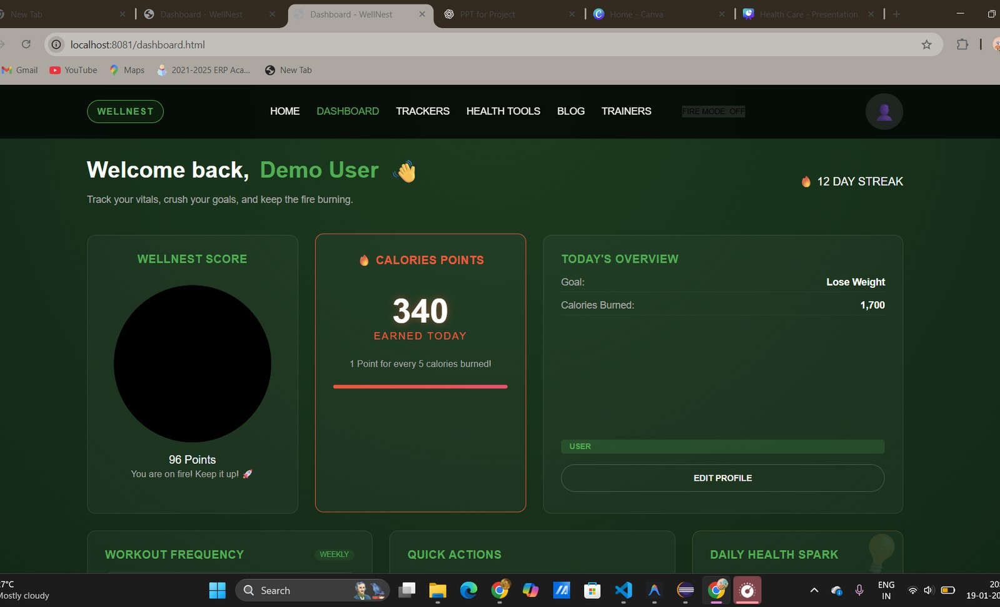 New Tab
Dashboard - WellNest
Dashboard - WellNest
PPT for Project
Home - Canva
Health Care - Presentation
localhost:8081/dashboard.html
Gmail
YouTube
Maps
2021-2025 ERP Aca...
New Tab
WELLNEST
HOME
DASHBOARD
TRACKERS
HEALTH TOOLS
BLOG
TRAINERS
FIRE MODE: OFF
Welcome back, Demo User 👋
Track your vitals, crush your goals, and keep the fire burning.
🔥 12 DAY STREAK
WELLNEST SCORE
96 Points
You are on fire! Keep it up! 🚀
🔥 CALORIES POINTS
340
EARNED TODAY
1 Point for every 5 calories burned!
TODAY'S OVERVIEW
Goal: Lose Weight
Calories Burned: 1,700
USER
EDIT PROFILE
WORKOUT FREQUENCY
WEEKLY
QUICK ACTIONS
DAILY HEALTH SPARK
7°C
Mostly cloudy
Search
ENG
IN
20:
19-01-20